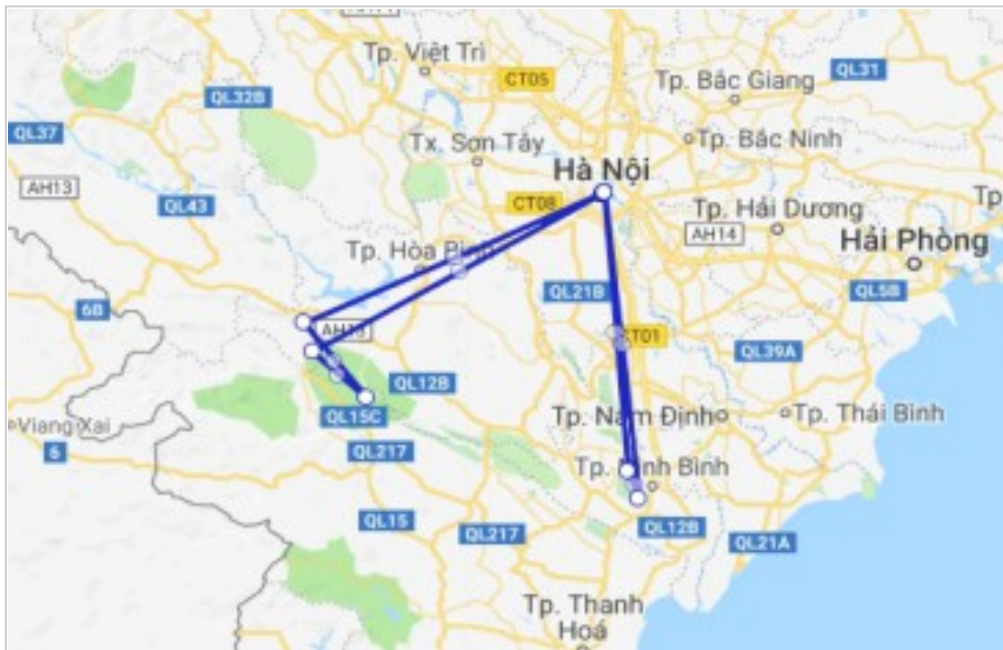 Tp. Việt Trì
CT05
QL31
Tp. Bắc Giang
QL32B
QL37
Tx. Sơn Tây
Tp. Bắc Ninh
Hà Nội
AH13
QL43
CT08
Tp. Hải Dương
AH14
Tp. Hòa Bình
Hải Phòng
QL21B
QL5B
6B
AH13
CT01
QL39A
QL12B
QL15C
Tp. Nam Định
Tp. Thái Bình
Viang Xai
6
QL217
Tp. Ninh Bình
QL15
QL217
QL12B
QL21A
Tp. Thanh
Hoá